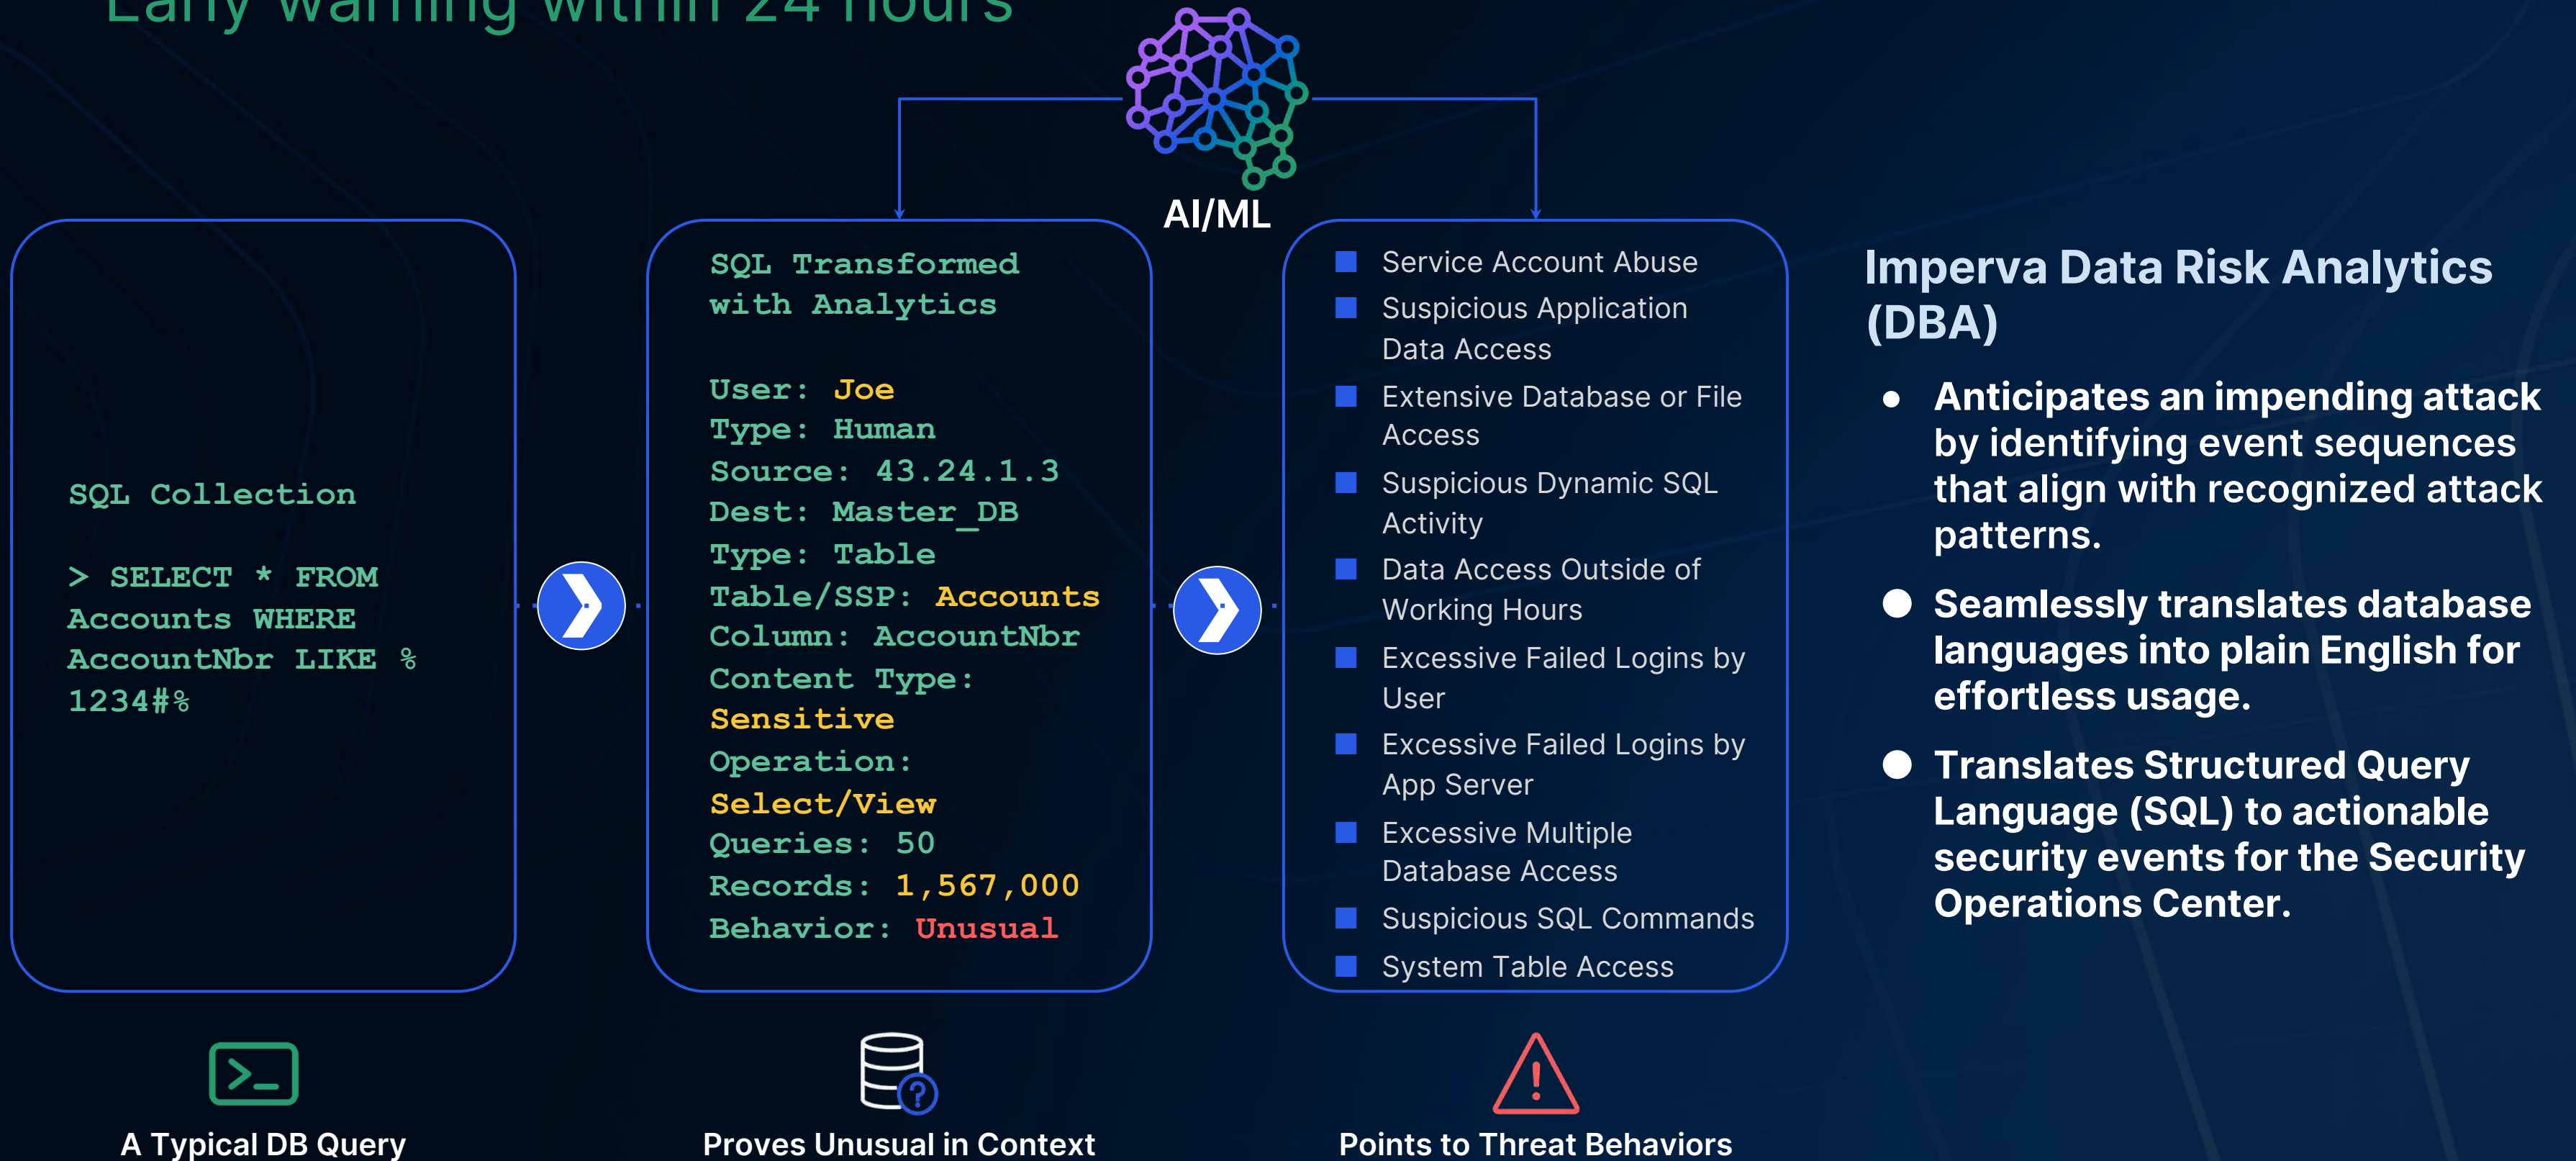 Early warning within 24 hours
AI/ML
SQL Collection
> SELECT * FROM
Accounts WHERE
AccountNbr LIKE %
1234#%
A Typical DB Query
SQL Transformed
with Analytics
User: Joe
Type: Human
Source: 43.24.1.3
Dest: Master_DB
Type: Table
Table/SSP: Accounts
Column: AccountNbr
Content Type:
Sensitive
Operation:
Select/View
Queries: 50
Records: 1,567,000
Behavior: Unusual
Proves Unusual in Context
Service Account Abuse
Suspicious Application
Data Access
Extensive Database or File
Access
Suspicious Dynamic SQL
Activity
Data Access Outside of
Working Hours
Excessive Failed Logins by
User
Excessive Failed Logins by
App Server
Excessive Multiple
Database Access
Suspicious SQL Commands
System Table Access
Points to Threat Behaviors
Imperva Data Risk Analytics
(DBA)
● Anticipates an impending attack
by identifying event sequences
that align with recognized attack
patterns.
● Seamlessly translates database
languages into plain English for
effortless usage.
● Translates Structured Query
Language (SQL) to actionable
security events for the Security
Operations Center.